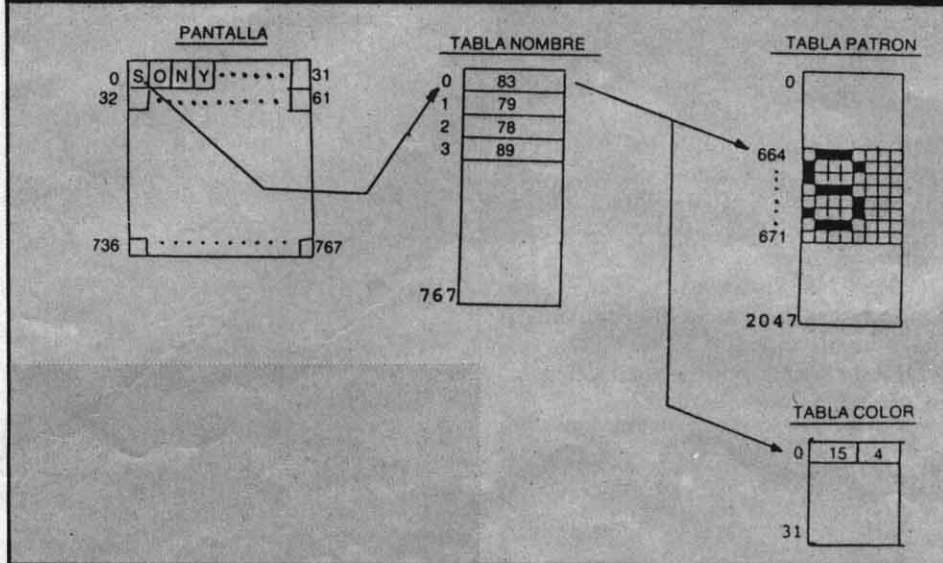 PANTALLA
0 S O N Y 31
32 61
736 767
TABLA NOMBRE
0 83
1 79
2 78
3 89
767
TABLA PATRON
0
664
671
2047
TABLA COLOR
0 15 4
31